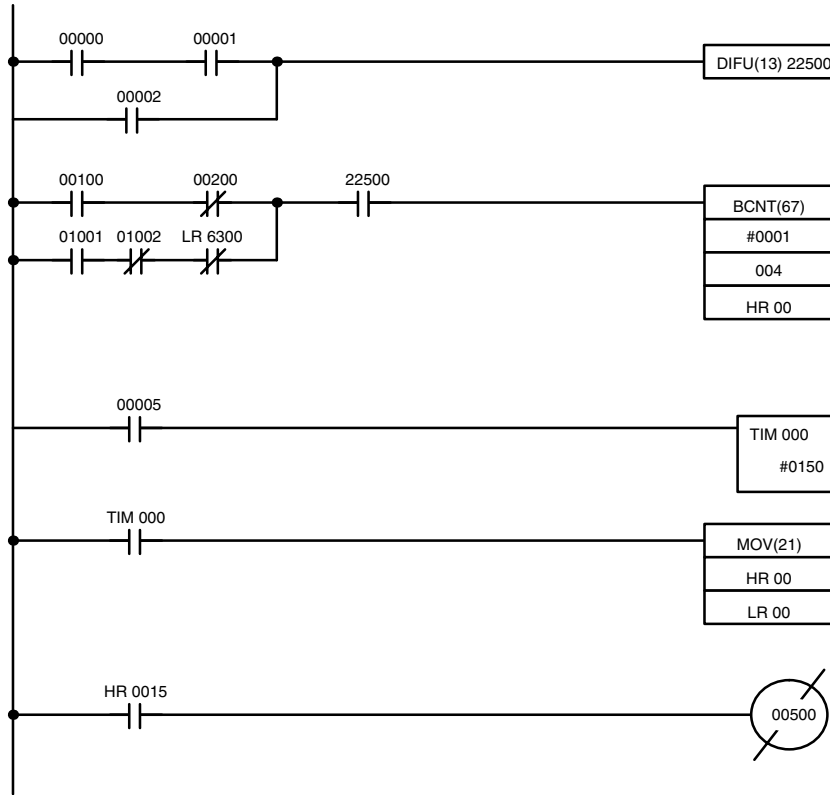 00000 00001
DIFU(13) 22500
00002
00100 00200 22500
BCNT(67)
01001 01002 LR 6300
#0001
004
HR 00
00005
TIM 000
#0150
TIM 000
MOV(21)
HR 00
LR 00
HR 0015
00500